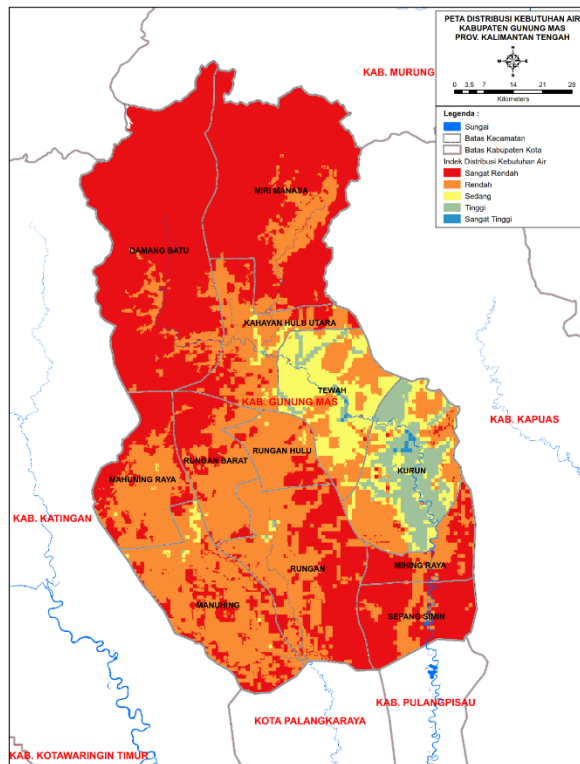 PETA DISTRIBUSI KEBUTUHAN AIR
KABUPATEN GUNUNG MAS
PROV. KALIMANTAN TENGAH
0 3.5 7 14 21 28
Kilometers
Legenda :
Sungai
Batas Kecamatan
Batas Kabupaten Kota
Indek Distribusi Kebutuhan Air
Sangat Rendah
Rendah
Sedang
Tinggi
Sangat Tinggi
KAB. MURUNG
MIRI MANASA
DAMANG BATU
KAHAYAN HULU UTARA
TEWAH
KAB. GUNUNG MAS
KAB. KAPUAS
RUNGAN HULU
RUNGAN BARAT
KURUN
MAHUNING RAYA
KAB. KATINGAN
MIHING RAYA
RUNGAN
MANUHING
SEPANG SIMIN
KAB. PULANGPISAU
KOTA PALANGKARAYA
KAB. KOTAWARINGIN TIMUR